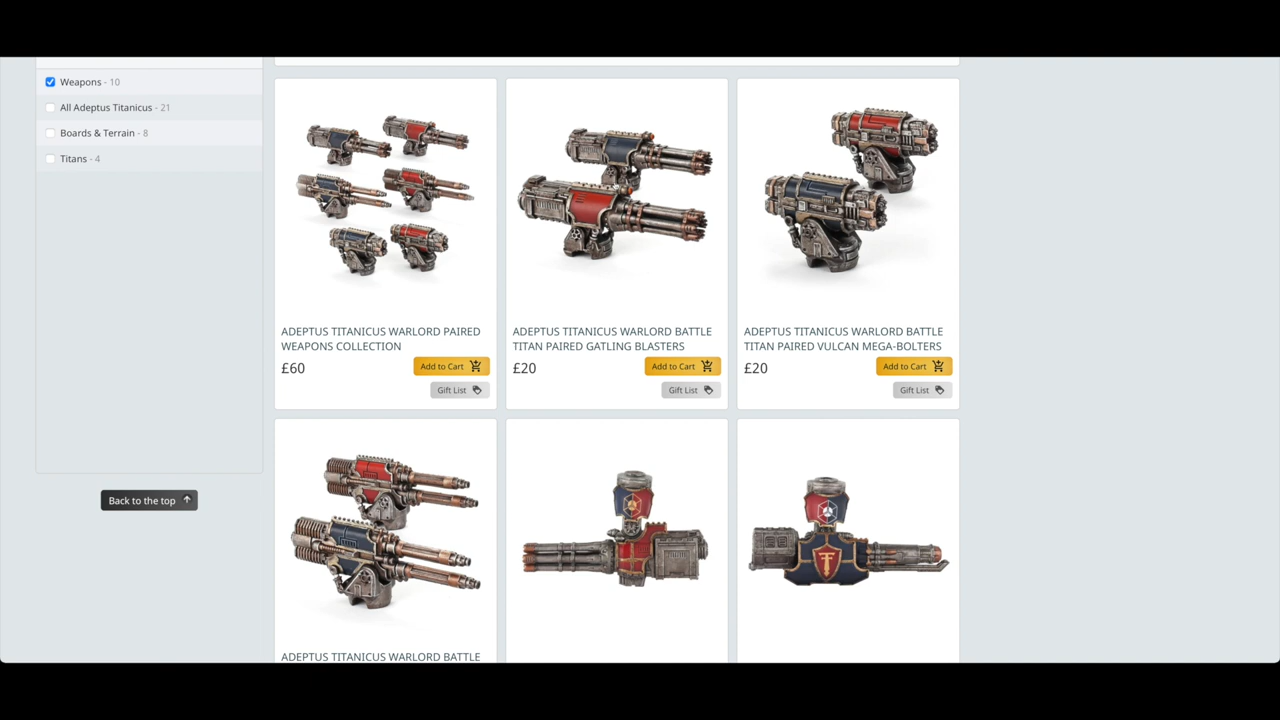 Weapons - 10
All Adeptus Titanicus - 21
Boards & Terrain - 8
Titans - 4
Back to the top
ADEPTUS TITANICUS WARLORD PAIRED
WEAPONS COLLECTION
£60
Add to Cart
Gift List
ADEPTUS TITANICUS WARLORD BATTLE
TITAN PAIRED GATLING BLASTERS
£20
Add to Cart
Gift List
ADEPTUS TITANICUS WARLORD BATTLE
TITAN PAIRED VULCAN MEGA-BOLTERS
£20
Add to Cart
Gift List
ADEPTUS TITANICUS WARLORD BATTLE